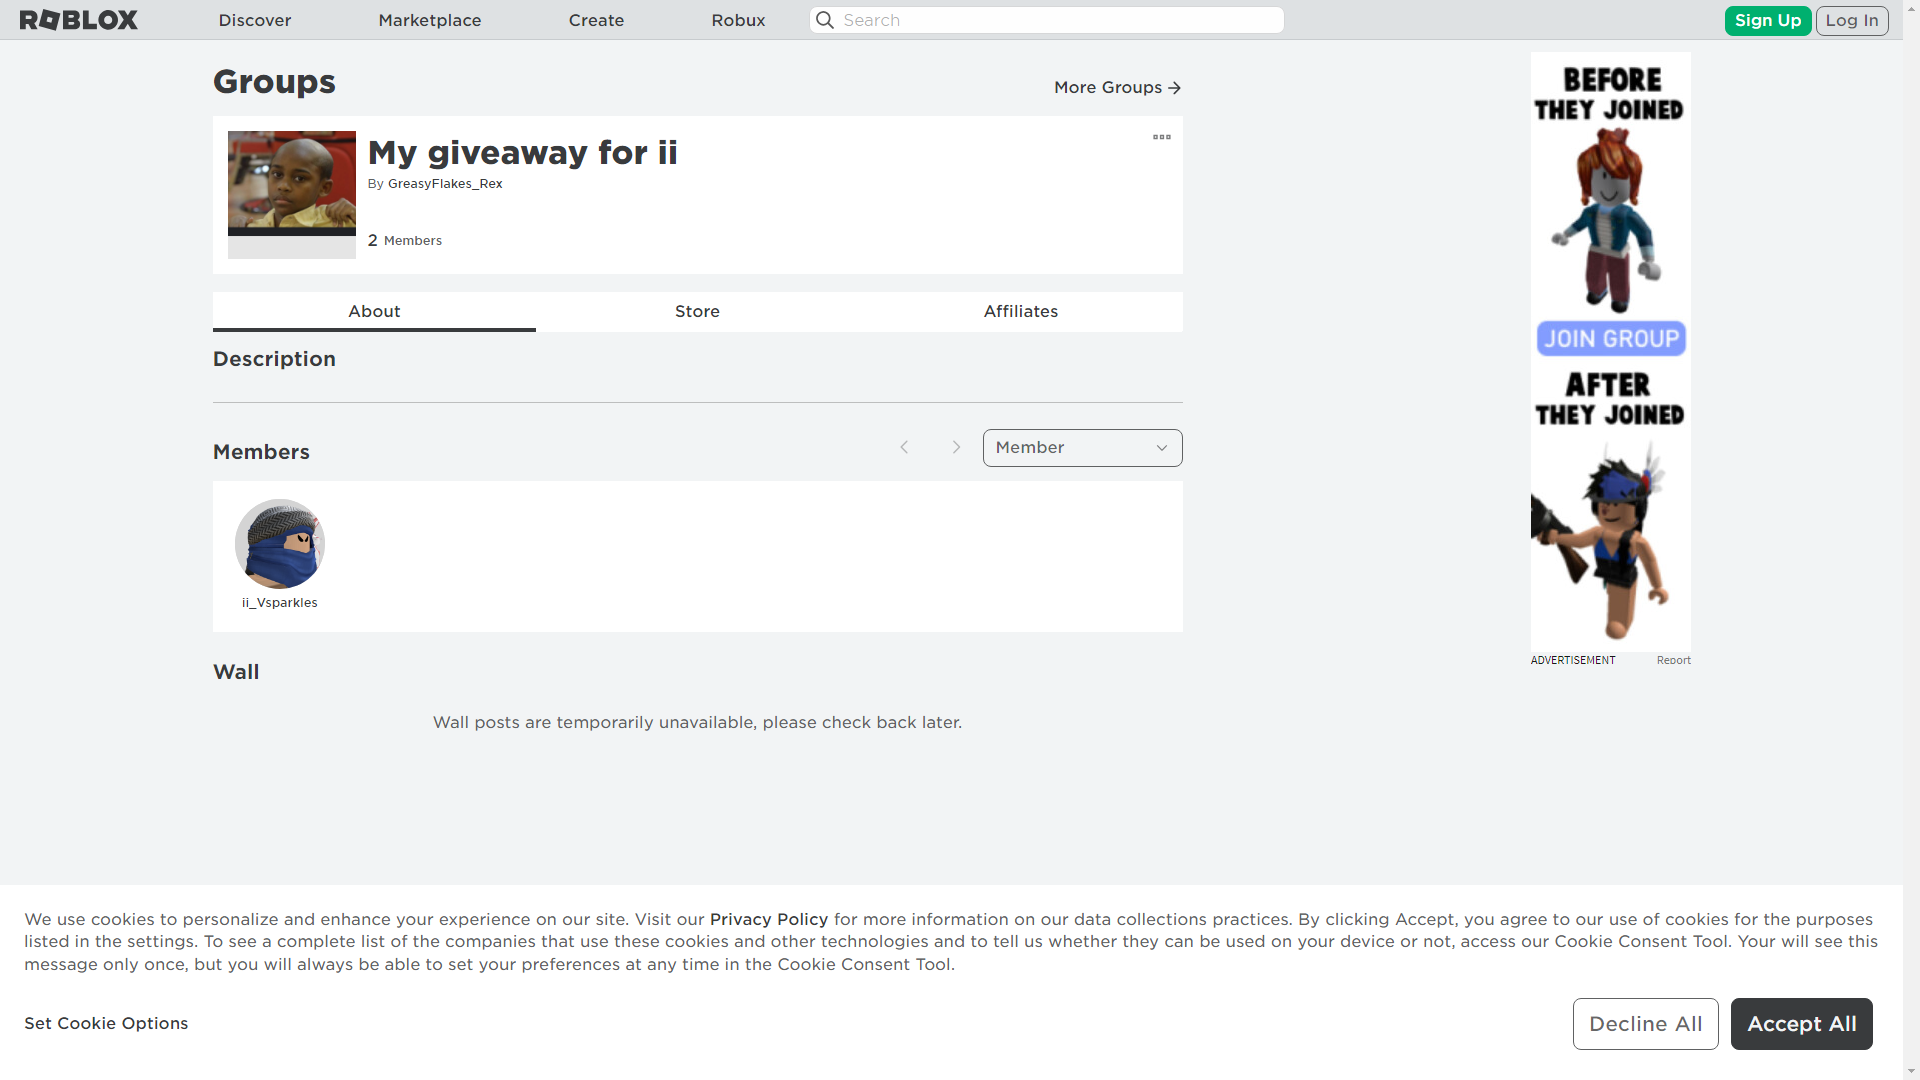 ROBLOX
Discover
Marketplace
Create
Robux
Search
Sign Up
Log In
Groups
More Groups →
My giveaway for ii
By GreasyFlakes_Rex
2 Members
About
Store
Affiliates
Description
Members
Member
ii_Vsparkles
Wall
Wall posts are temporarily unavailable, please check back later.
BEFORE
THEY JOINED
JOIN GROUP
AFTER
THEY JOINED
ADVERTISEMENT
Report
We use cookies to personalize and enhance your experience on our site. Visit our Privacy Policy for more information on our data collections practices. By clicking Accept, you agree to our use of cookies for the purposes
listed in the settings. To see a complete list of the companies that use these cookies and other technologies and to tell us whether they can be used on your device or not, access our Cookie Consent Tool. Your will see this
message only once, but you will always be able to set your preferences at any time in the Cookie Consent Tool.
Set Cookie Options
Decline All
Accept All